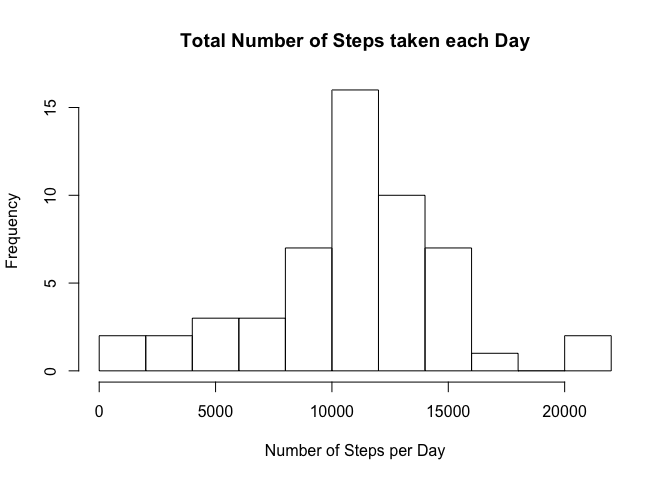 Total Number of Steps taken each Day
Frequency
15
10
5
0
0 5000 10000 15000 20000
Number of Steps per Day